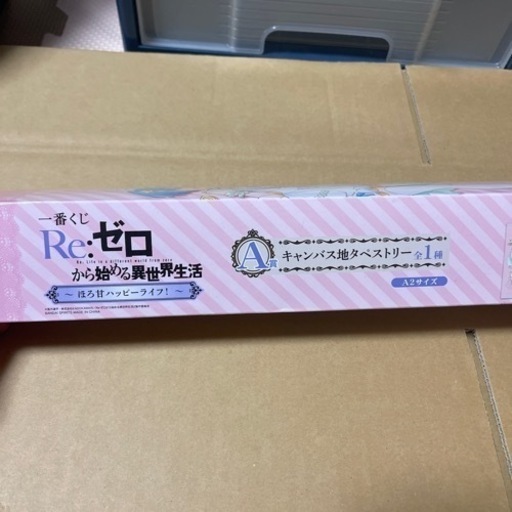 一番くじ
Re:ゼロ
Re: Life in a different world from zero
から始める異世界生活
~ ほろ甘ハッピーライフ! ~
A賞
キャンバス地タペストリー 全1種
A2サイズ